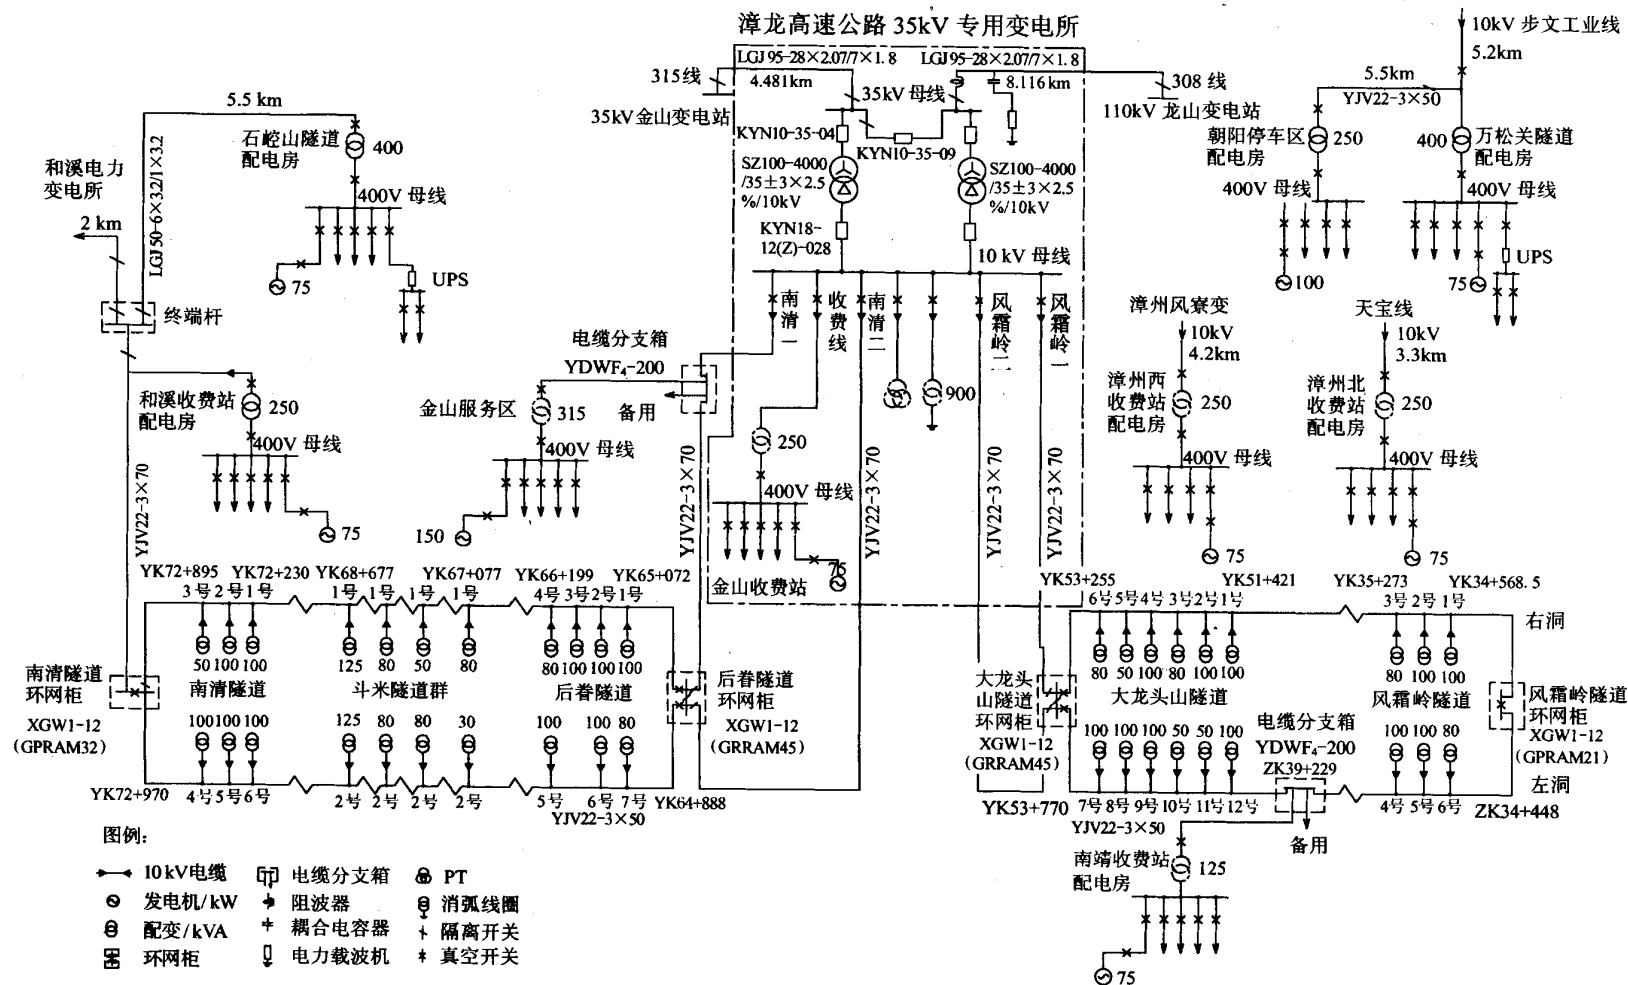 漳龙高速公路 35kV 专用变电所
LGJ95-28×2.07/7×1.8
LGJ95-28×2.07/7×1.8
315线
4.481km
35kV金山变电站
35kV 母线
8.116km
308 线
110kV 龙山变电站
KYN10-35-04
KYN10-35-09
SZ100-4000
/35±3×2.5
%/10kV
SZ100-4000
/35±3×2.5
%/10kV
KYN18-
12(Z)-028
10 kV 母线
南清一
收费线
南清二
风霜岭二
风霜岭一
900
250
400V 母线
75
金山收费站
YJV22-3×70
YJV22-3×70
YJV22-3×70
YJV22-3×70
10kV 步文工业线
5.2km
5.5km
YJV22-3×50
朝阳停车区
配电房
250
400
万松关隧道
配电房
400V 母线
400V 母线
100
75
UPS
漳州风寮变
10kV
4.2km
漳州西
收费站
配电房
250
400V 母线
75
天宝线
10kV
3.3km
漳州北
收费站
配电房
250
400V 母线
75
5.5 km
石崆山隧道
配电房
400
400V 母线
75
UPS
和溪电力
变电所
2 km
LGJ50-6×3.2/1×3.2
终端杆
和溪收费站
配电房
250
400V 母线
75
YJV22-3×70
电缆分支箱
YDWF₄-200
备用
金山服务区
315
400V 母线
150
YK72+895
YK72+230
YK68+677
YK67+077
YK66+199
YK65+072
3号 2号 1号
1号 1号 1号 1号
4号 3号 2号 1号
50 100 100
125 80 50 80
80 100 100 100
南清隧道
环网柜
XGW1-12
(GPRAM32)
南清隧道
斗米隧道群
后眷隧道
后眷隧道
环网柜
XGW1-12
(GRRAM45)
100 100 100
125 80 80 30
100 100 80
YK72+970
4号 5号 6号
2号 2号 2号 2号
5号 6号 7号
YK64+888
YJV22-3×50
YK53+255
YK51+421
YK35+273
YK34+568.5
6号 5号 4号 3号 2号 1号
3号 2号 1号
右洞
80 50 100 80 100 100
80 100 100
大龙头
山隧道
环网柜
XGW1-12
(GRRAM45)
大龙头山隧道
风霜岭隧道
风霜岭隧道
环网柜
XGW1-12
(GPRAM21)
电缆分支箱
YDWF₄-200
ZK39+229
100 100 100 50 50 100
100 100 80
左洞
YK53+770
7号 8号 9号 10号 11号 12号
4号 5号 6号
ZK34+448
YJV22-3×50
备用
南靖收费站
配电房
125
75
图例:
10kV电缆
电缆分支箱
PT
发电机/kW
阻波器
消弧线圈
配变/kVA
耦合电容器
隔离开关
环网柜
电力载波机
真空开关